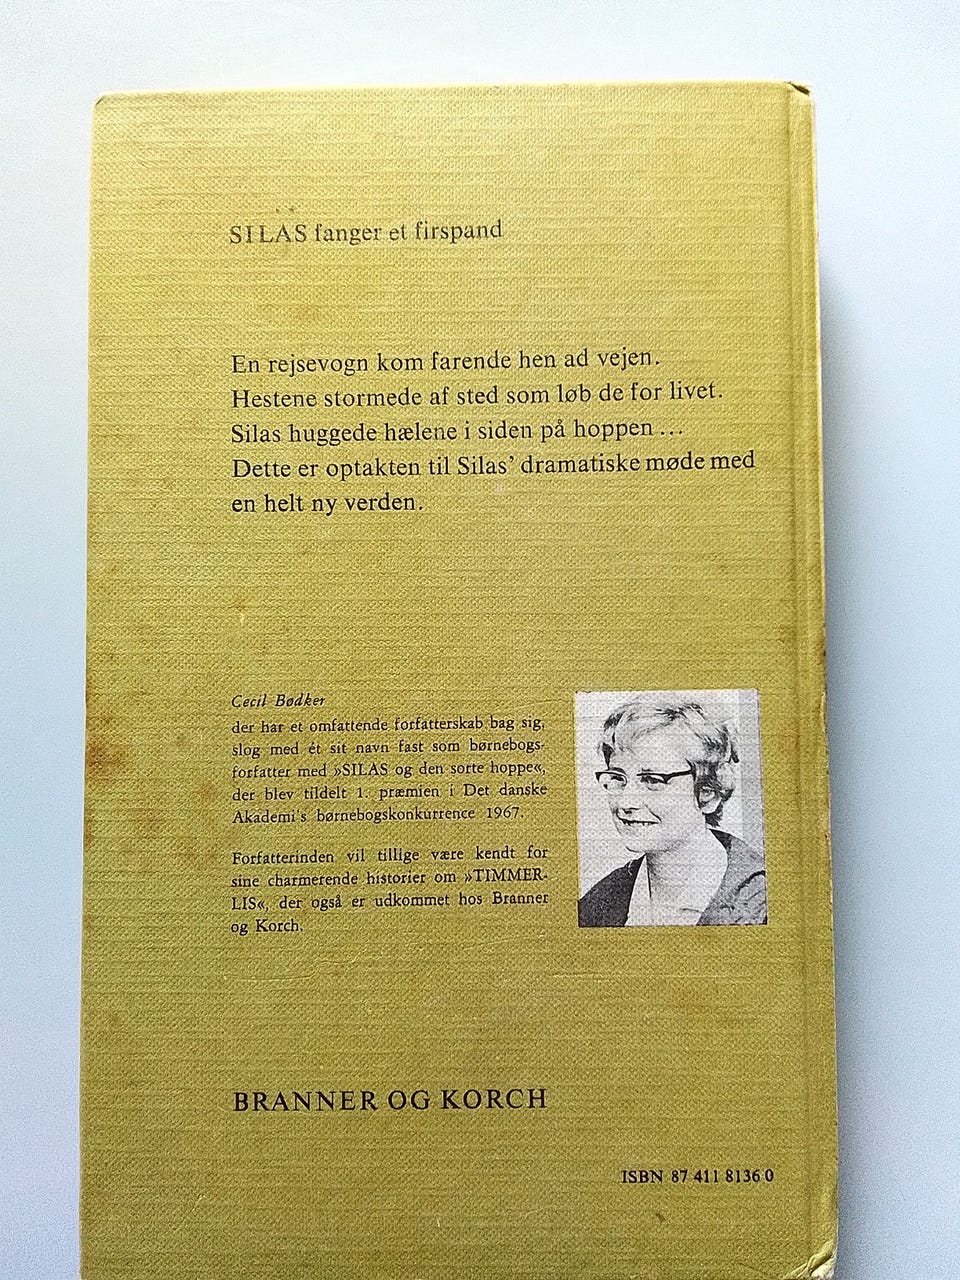 SILAS fanger et firspand
En rejsevogn kom farende hen ad vejen.
Hestene stormede af sted som løb de for livet.
Silas huggede hælene i siden på hoppen ...
Dette er optakten til Silas’ dramatiske møde med
en helt ny verden.
Cecil Bødker
der har et omfattende forfatterskab bag sig,
slog med ét sit navn fast som børnebogs-
forfatter med »SILAS og den sorte hoppe«,
der blev tildelt 1. præmien i Det danske
Akademi's børnebogskonkurrence 1967.
Forfatterinden vil tillige være kendt for
sine charmerende historier om »TIMMER-
LIS«, der også er udkommet hos Branner
og Korch.
BRANNER OG KORCH
ISBN 87 411 8136 0